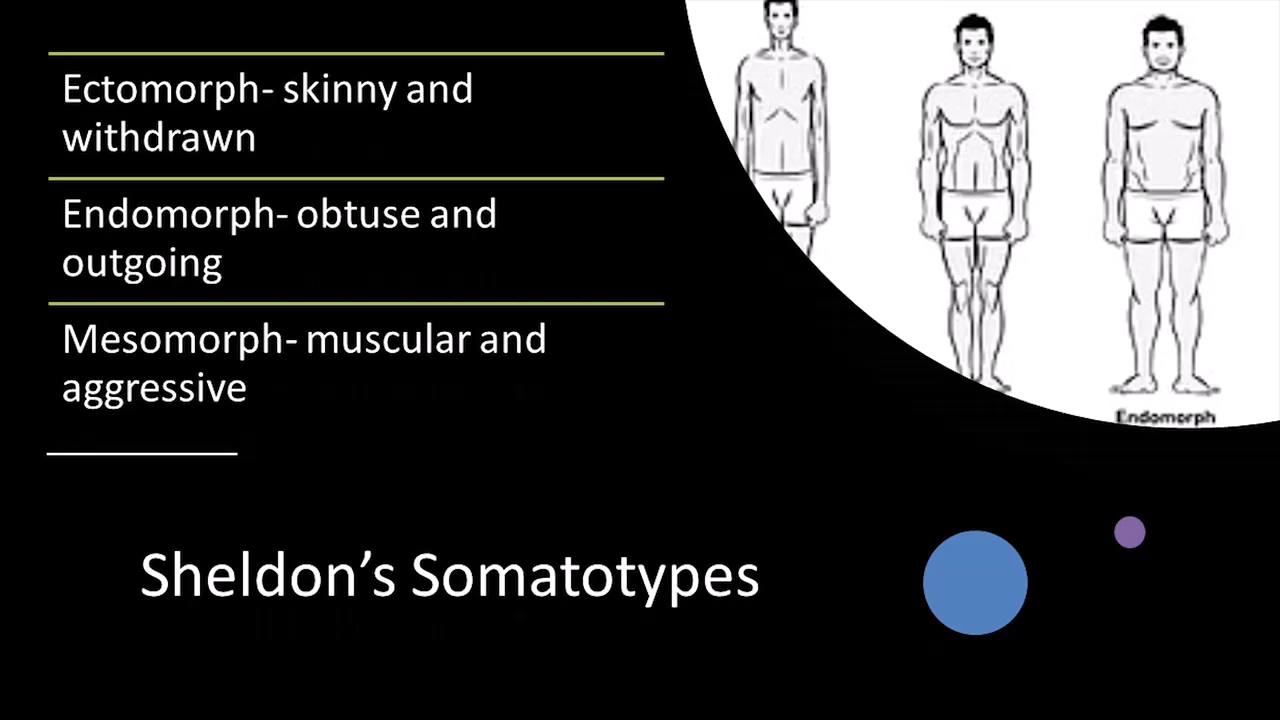 Ectomorph- skinny and
withdrawn
Endomorph- obtuse and
outgoing
Mesomorph- muscular and
aggressive
Endomorph
Sheldon’s Somatotypes